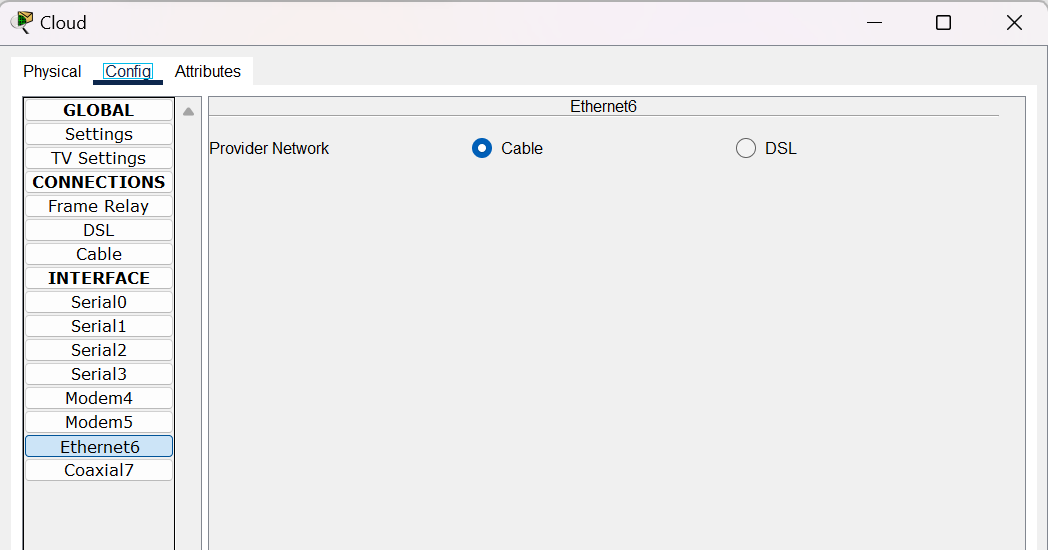 Cloud
Physical Config Attributes
GLOBAL
Settings
TV Settings
CONNECTIONS
Frame Relay
DSL
Cable
INTERFACE
Serial0
Serial1
Serial2
Serial3
Modem4
Modem5
Ethernet6
Coaxial7
Ethernet6
Provider Network Cable DSL